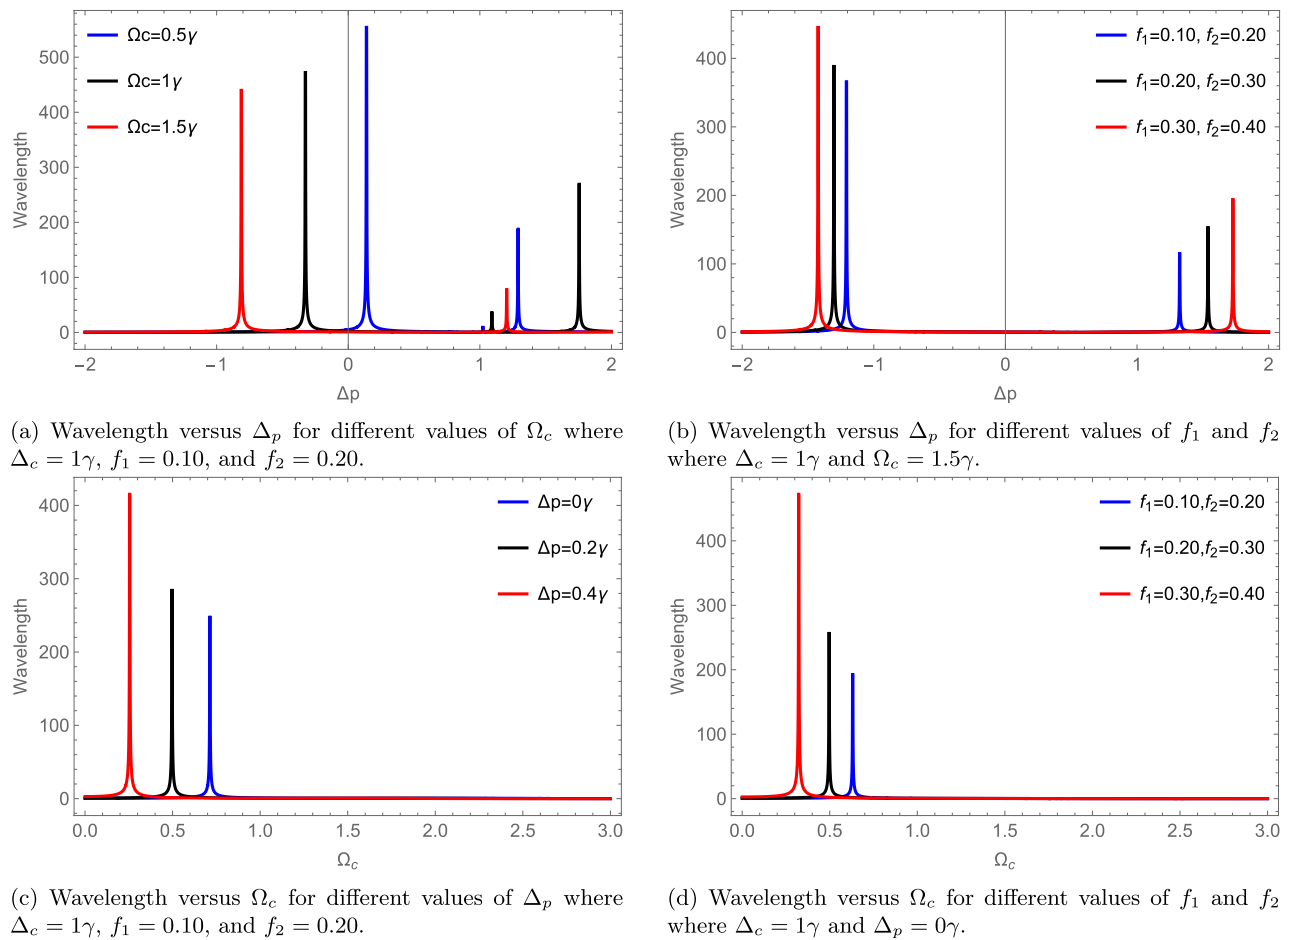 Ωc=0.5γ
Ωc=1γ
Ωc=1.5γ
Wavelength
500
400
300
200
100
0
−2 −1 0 1 2
Δp
f1=0.10, f2=0.20
f1=0.20, f2=0.30
f1=0.30, f2=0.40
Wavelength
400
300
200
100
0
−2 −1 0 1 2
Δp
(a) Wavelength versus Δp for different values of Ωc where
Δc = 1γ, f1 = 0.10, and f2 = 0.20.
(b) Wavelength versus Δp for different values of f1 and f2
where Δc = 1γ and Ωc = 1.5γ.
Δp=0γ
Δp=0.2γ
Δp=0.4γ
Wavelength
400
300
200
100
0
0.0 0.5 1.0 1.5 2.0 2.5 3.0
Ωc
f1=0.10,f2=0.20
f1=0.20,f2=0.30
f1=0.30,f2=0.40
Wavelength
400
300
200
100
0
0.0 0.5 1.0 1.5 2.0 2.5 3.0
Ωc
(c) Wavelength versus Ωc for different values of Δp where
Δc = 1γ, f1 = 0.10, and f2 = 0.20.
(d) Wavelength versus Ωc for different values of f1 and f2
where Δc = 1γ and Δp = 0γ.